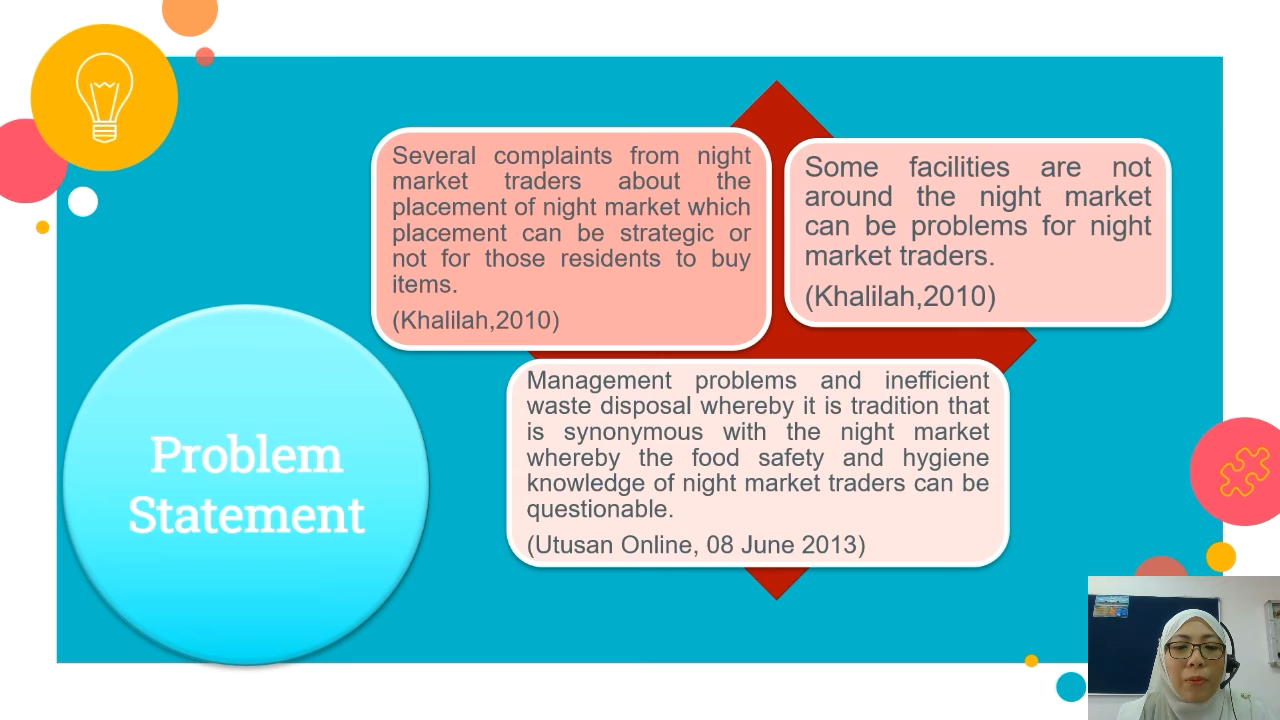 Several complaints from night
market traders about the
placement of night market which
placement can be strategic or
not for those residents to buy
items.
(Khalilah,2010)
Some facilities are not
around the night market
can be problems for night
market traders.
(Khalilah,2010)
Problem
Statement
Management problems and inefficient
waste disposal whereby it is tradition that
is synonymous with the night market
whereby the food safety and hygiene
knowledge of night market traders can be
questionable.
(Utusan Online, 08 June 2013)